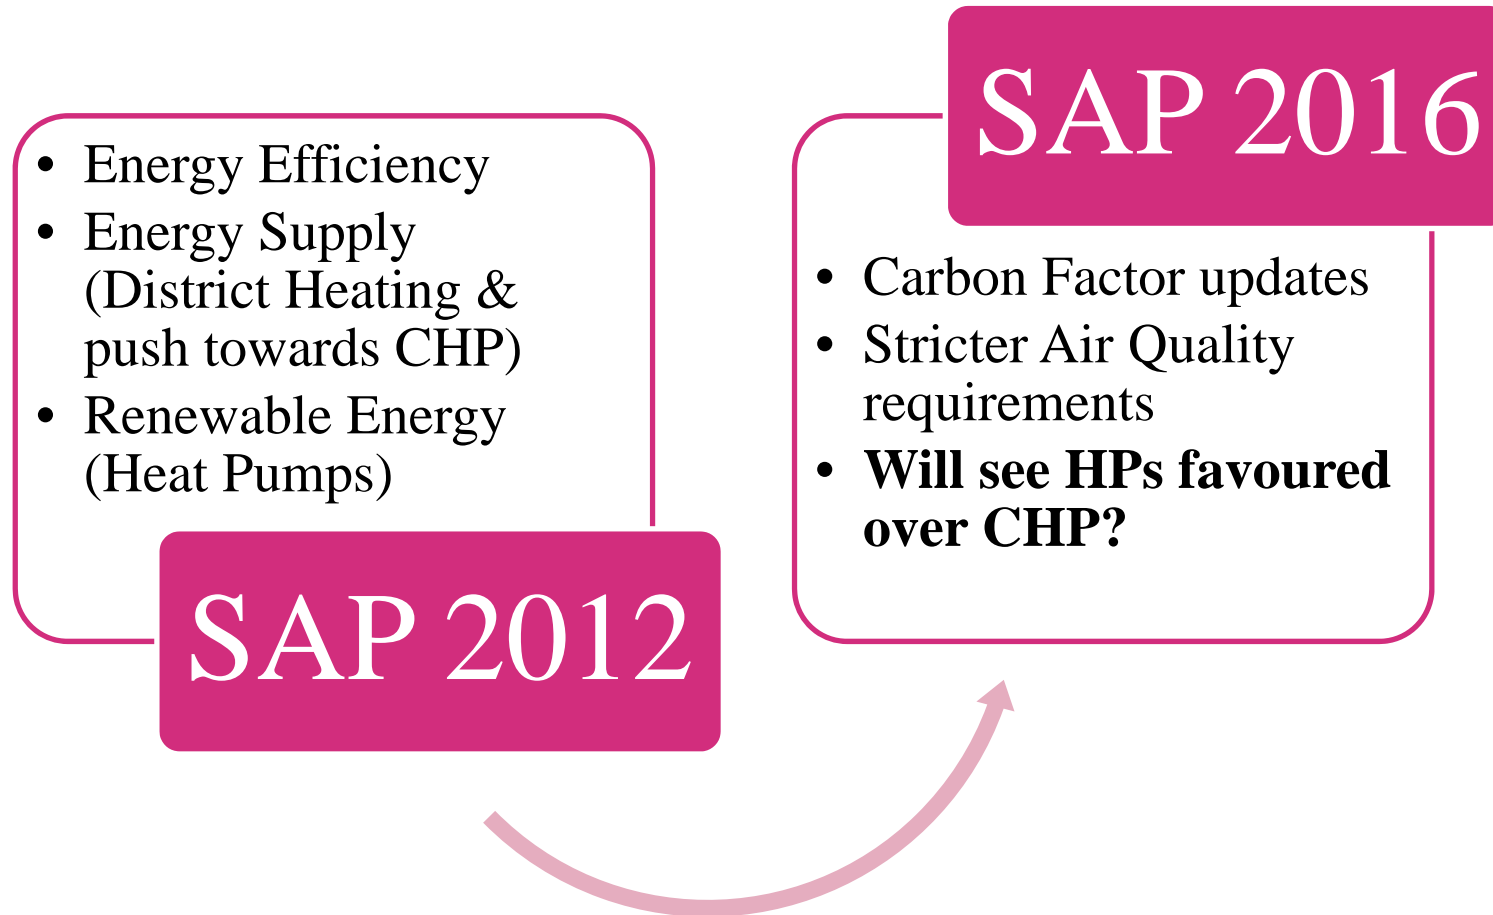 • Energy Efficiency
• Energy Supply
(District Heating &
push towards CHP)
• Renewable Energy
(Heat Pumps)
SAP 2012
SAP 2016
• Carbon Factor updates
• Stricter Air Quality
requirements
• Will see HPs favoured
over CHP?